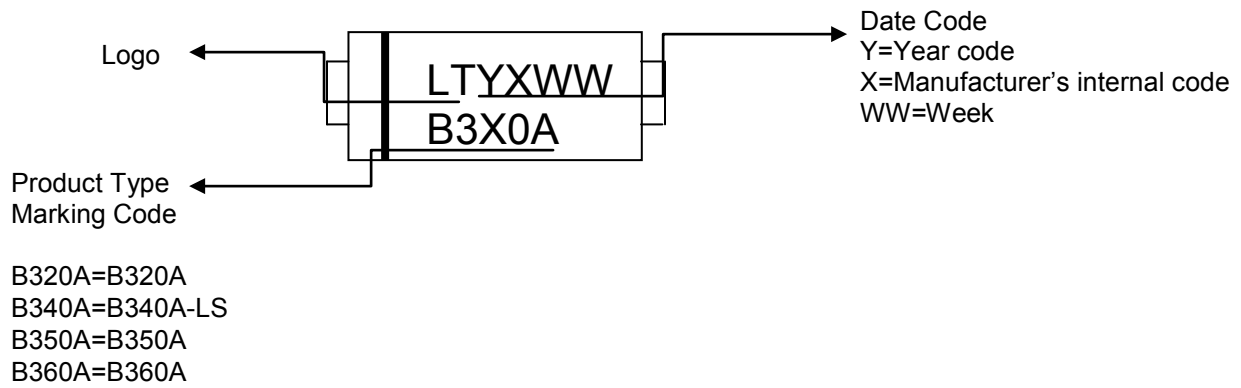 Logo
LTYXWW
B3X0A
Date Code
Y=Year code
X=Manufacturer's internal code
WW=Week
Product Type
Marking Code
B320A=B320A
B340A=B340A-LS
B350A=B350A
B360A=B360A